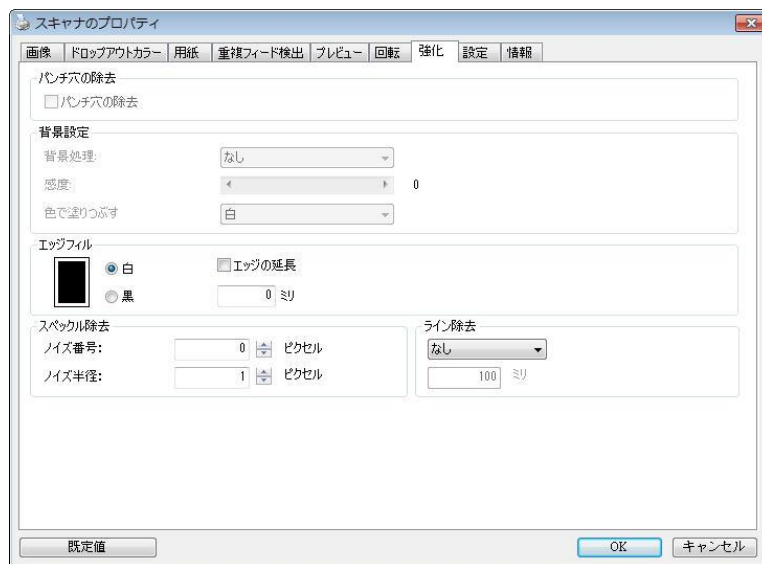 スキャナのプロパティ
画像 ドロップアウトカラー 用紙 重複フィード検出 プレビュー 回転 強化 設定 情報
パンチ穴の除去
パンチ穴の除去
背景設定
背景処理: なし
感度: 0
色で塗りつぶす 白
エッジフィル
白 エッジの延長
黒 0 ミリ
スペックル除去 ライン除去
ノイズ番号: 0 ピクセル なし
ノイズ半径: 1 ピクセル 100 ミリ
既定値 OK キャンセル